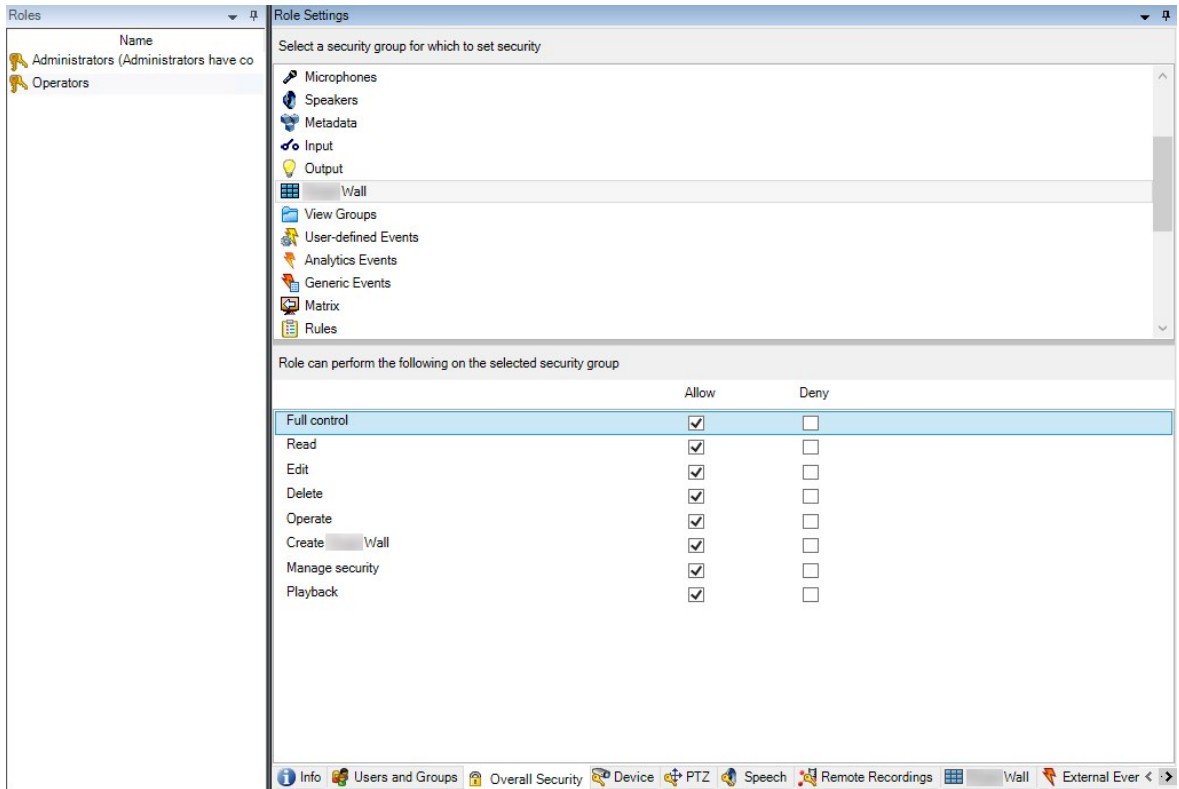 Roles
Name
Administrators (Administrators have co
Operators
Role Settings
Select a security group for which to set security
Microphones
Speakers
Metadata
Input
Output
Wall
View Groups
User-defined Events
Analytics Events
Generic Events
Matrix
Rules
Role can perform the following on the selected security group
Allow Deny
Full control
Read
Edit
Delete
Operate
Create Wall
Manage security
Playback
Info Users and Groups Overall Security Device PTZ Speech Remote Recordings Wall External Ever